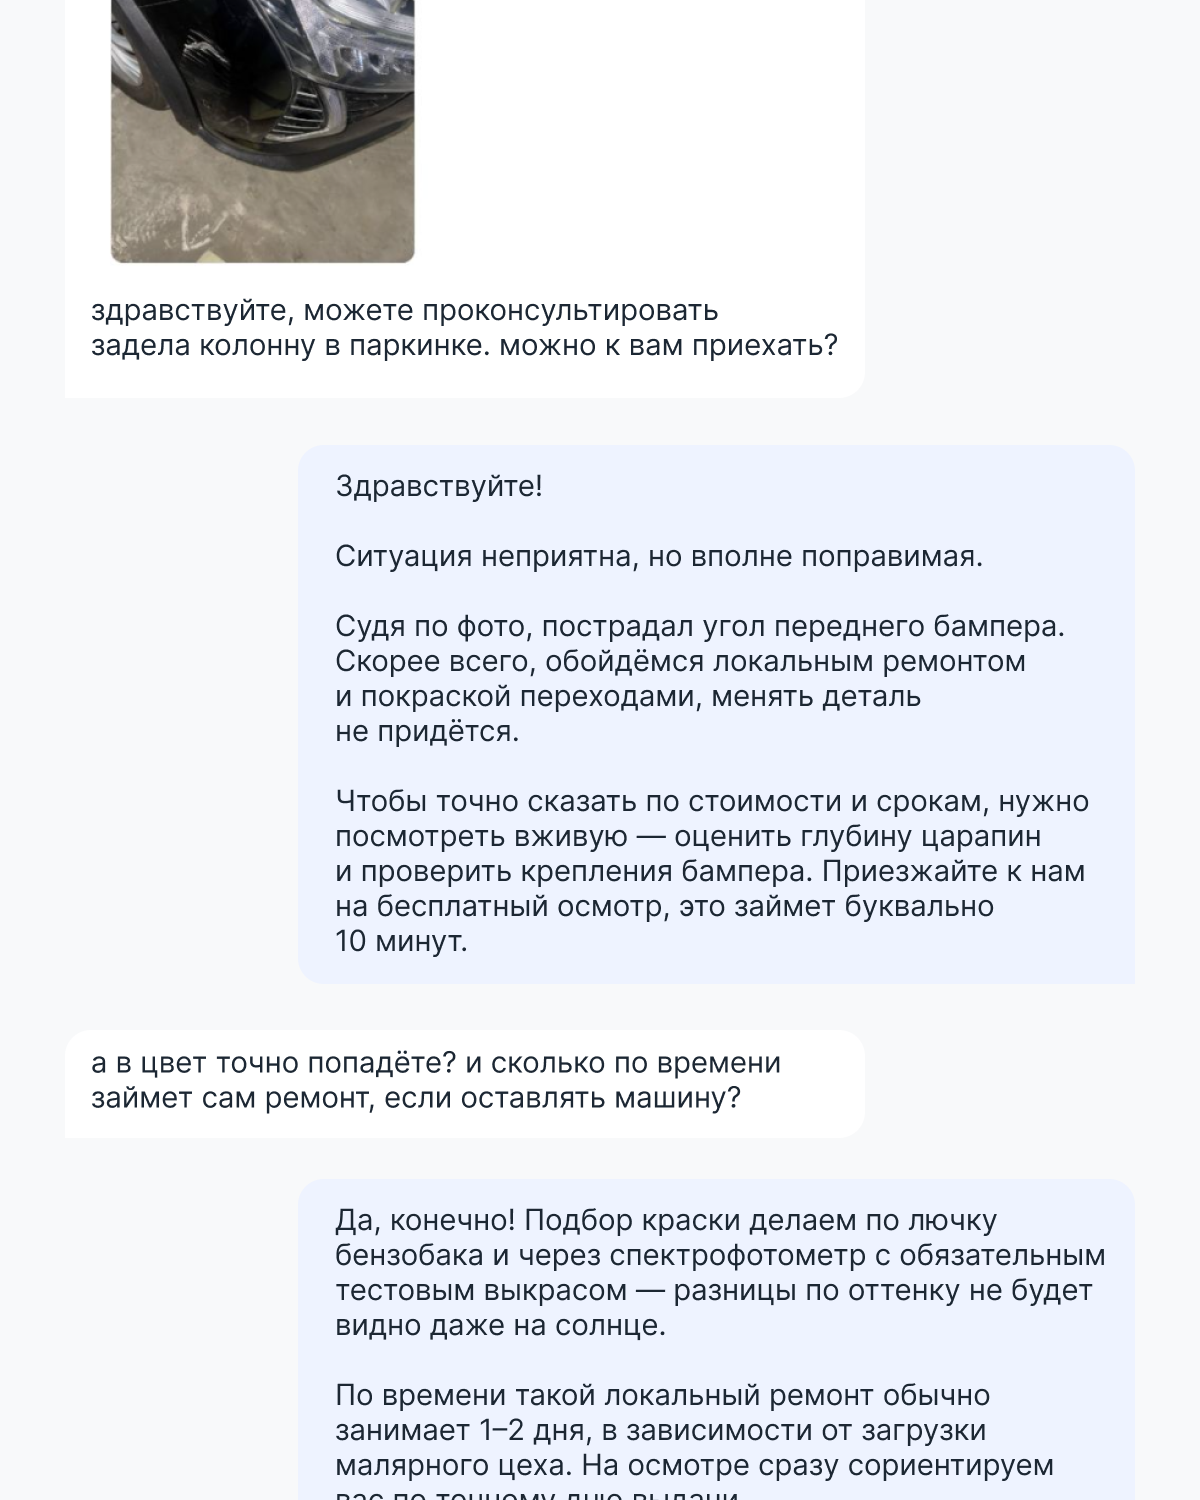 здравствуйте, можете проконсультировать
задела колонну в паркинке. можно к вам приехать?
Здравствуйте!
Ситуация неприятна, но вполне поправимая.
Судя по фото, пострадал угол переднего бампера.
Скорее всего, обойдёмся локальным ремонтом
и покраской переходами, менять деталь
не придётся.
Чтобы точно сказать по стоимости и срокам, нужно
посмотреть вживую — оценить глубину царапин
и проверить крепления бампера. Приезжайте к нам
на бесплатный осмотр, это займет буквально
10 минут.
а в цвет точно попадёте? и сколько по времени
займет сам ремонт, если оставлять машину?
Да, конечно! Подбор краски делаем по лючку
бензобака и через спектрофотометр с обязательным
тестовым выкрасом — разницы по оттенку не будет
видно даже на солнце.
По времени такой локальный ремонт обычно
занимает 1–2 дня, в зависимости от загрузки
малярного цеха. На осмотре сразу сориентируем
вас по точному дню выдачи.